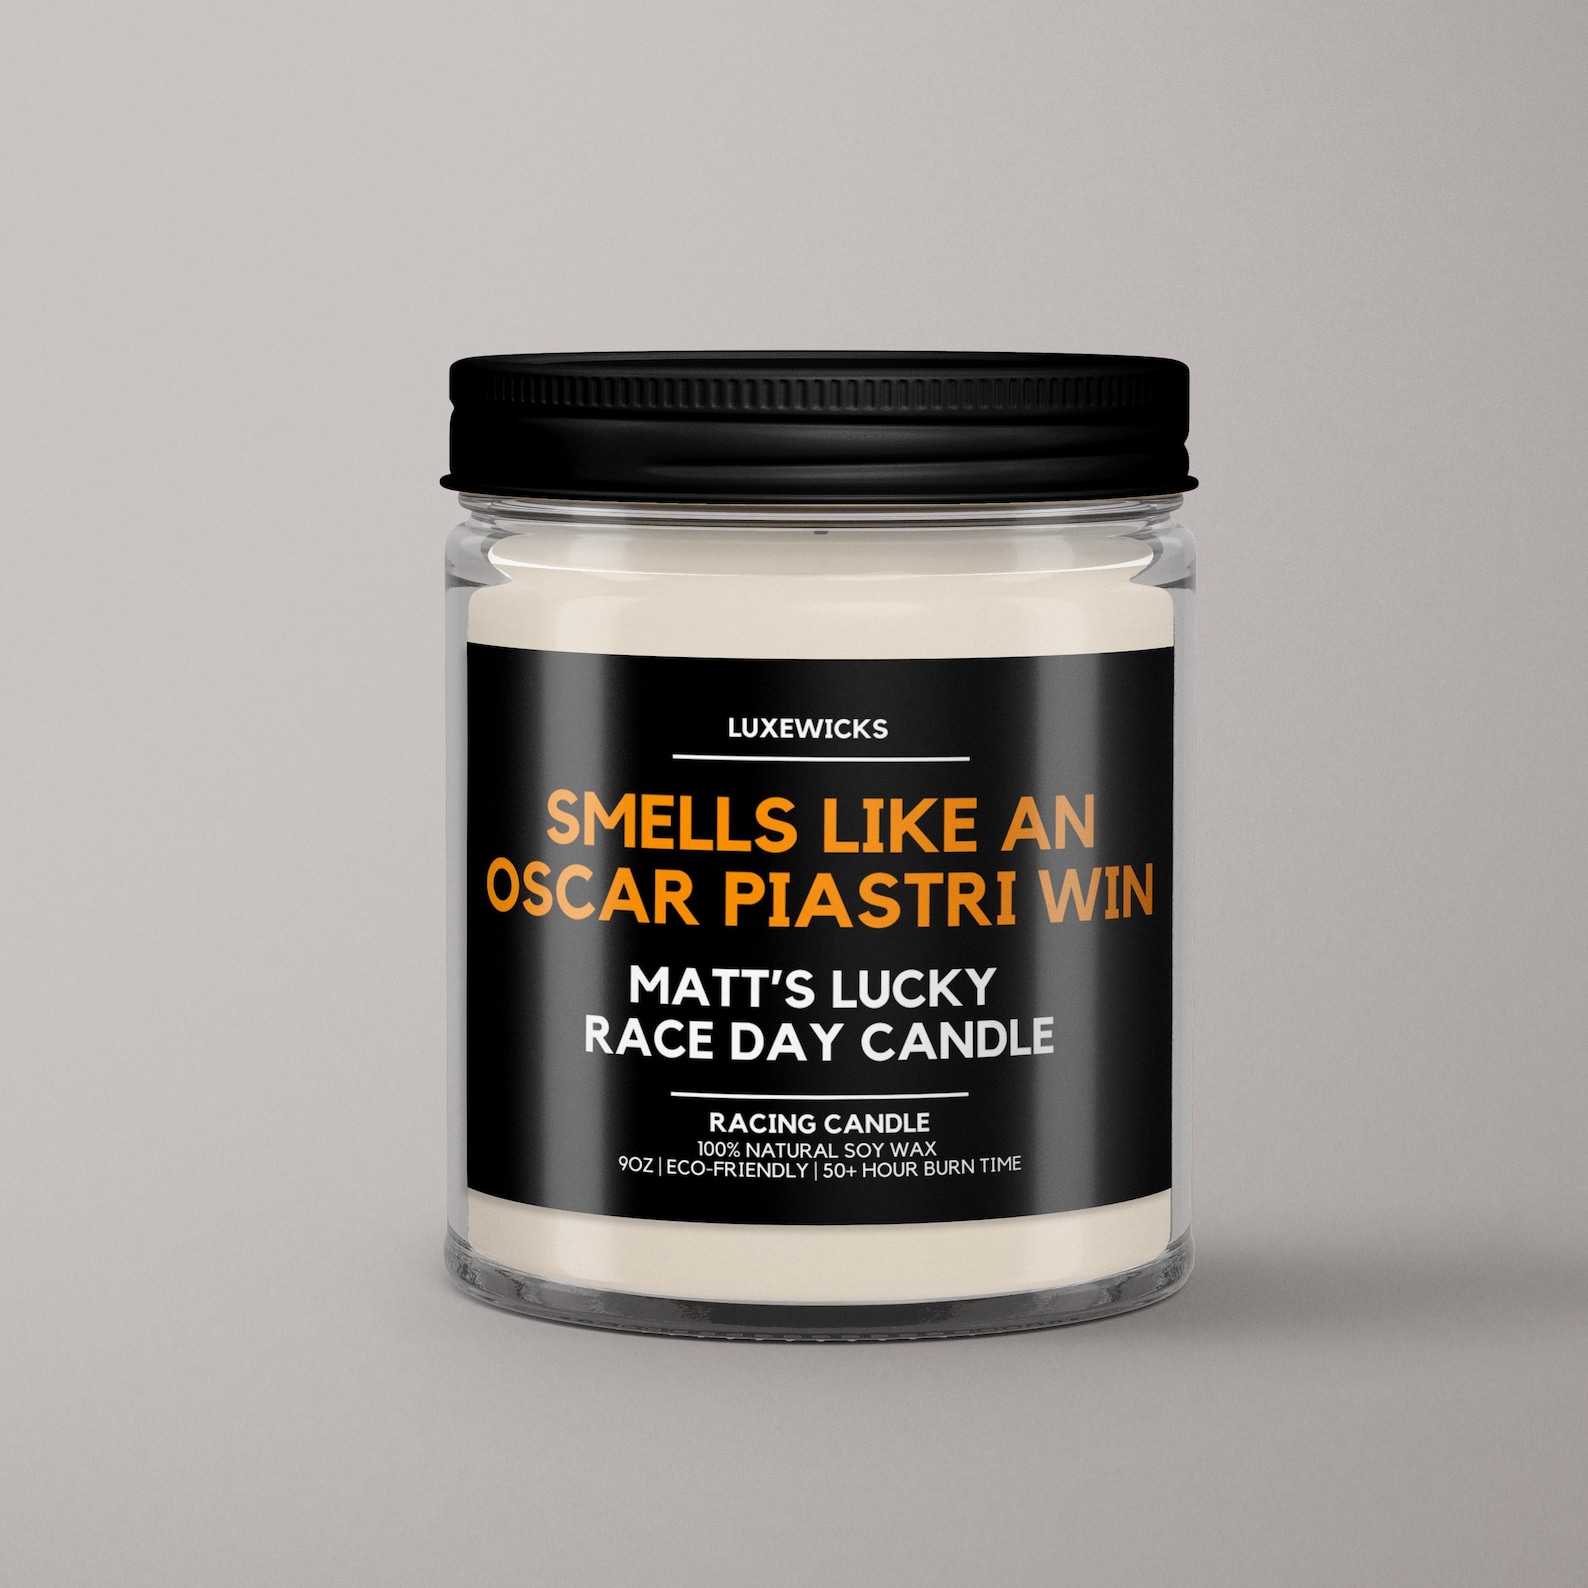 LUXEWICKS
SMELLS LIKE AN
OSCAR PIASTRI WIN
MATT'S LUCKY
RACE DAY CANDLE
RACING CANDLE
100% NATURAL SOY WAX
9OZ | ECO-FRIENDLY | 50+ HOUR BURN TIME